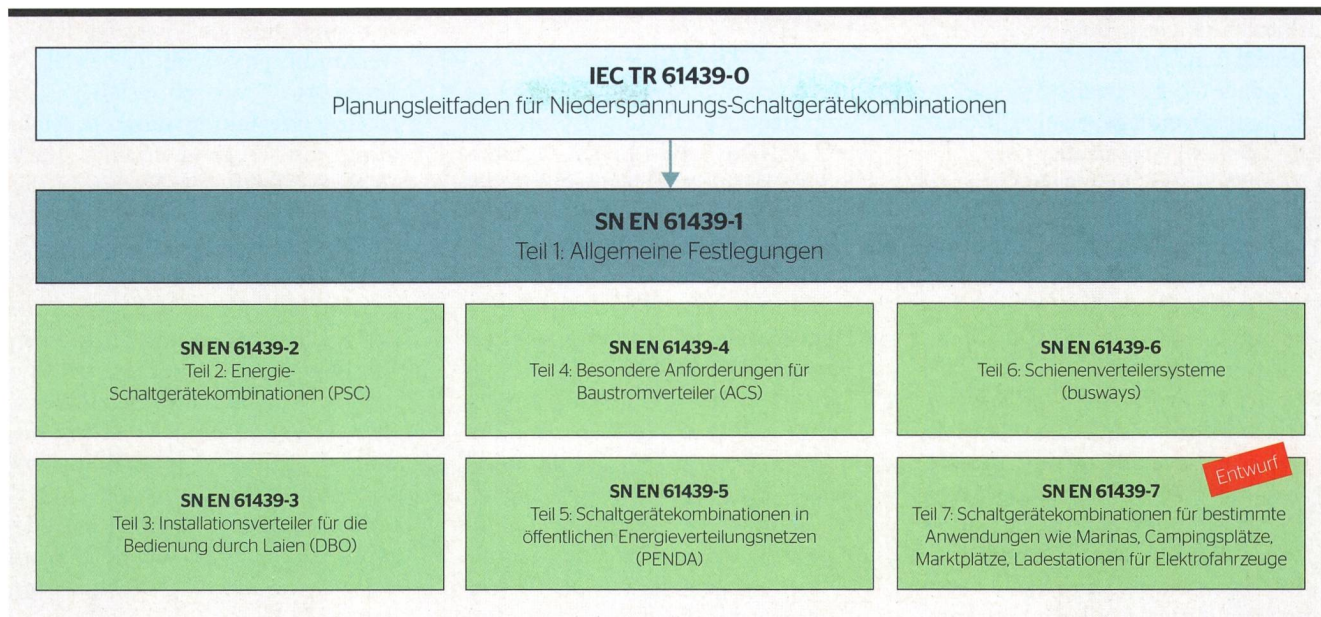 IEC TR 61439-0
Planungsleitfaden für Niederspannungs-Schaltgerätekombinationen
SN EN 61439-1
Teil 1: Allgemeine Festlegungen
SN EN 61439-2
Teil 2: Energie-
Schaltgerätekombinationen (PSC)
SN EN 61439-4
Teil 4: Besondere Anforderungen für
Baustromverteiler (ACS)
SN EN 61439-6
Teil 6: Schienenverteilersysteme
(busways)
SN EN 61439-3
Teil 3: Installationsverteiler für die
Bedienung durch Laien (DBO)
SN EN 61439-5
Teil 5: Schaltgerätekombinationen in
öffentlichen Energieverteilungsnetzen
(PENDA)
Entwurf
SN EN 61439-7
Teil 7: Schaltgerätekombinationen für bestimmte
Anwendungen wie Marinas, Campingsplätze,
Marktplätze, Ladestationen für Elektrofahrzeuge